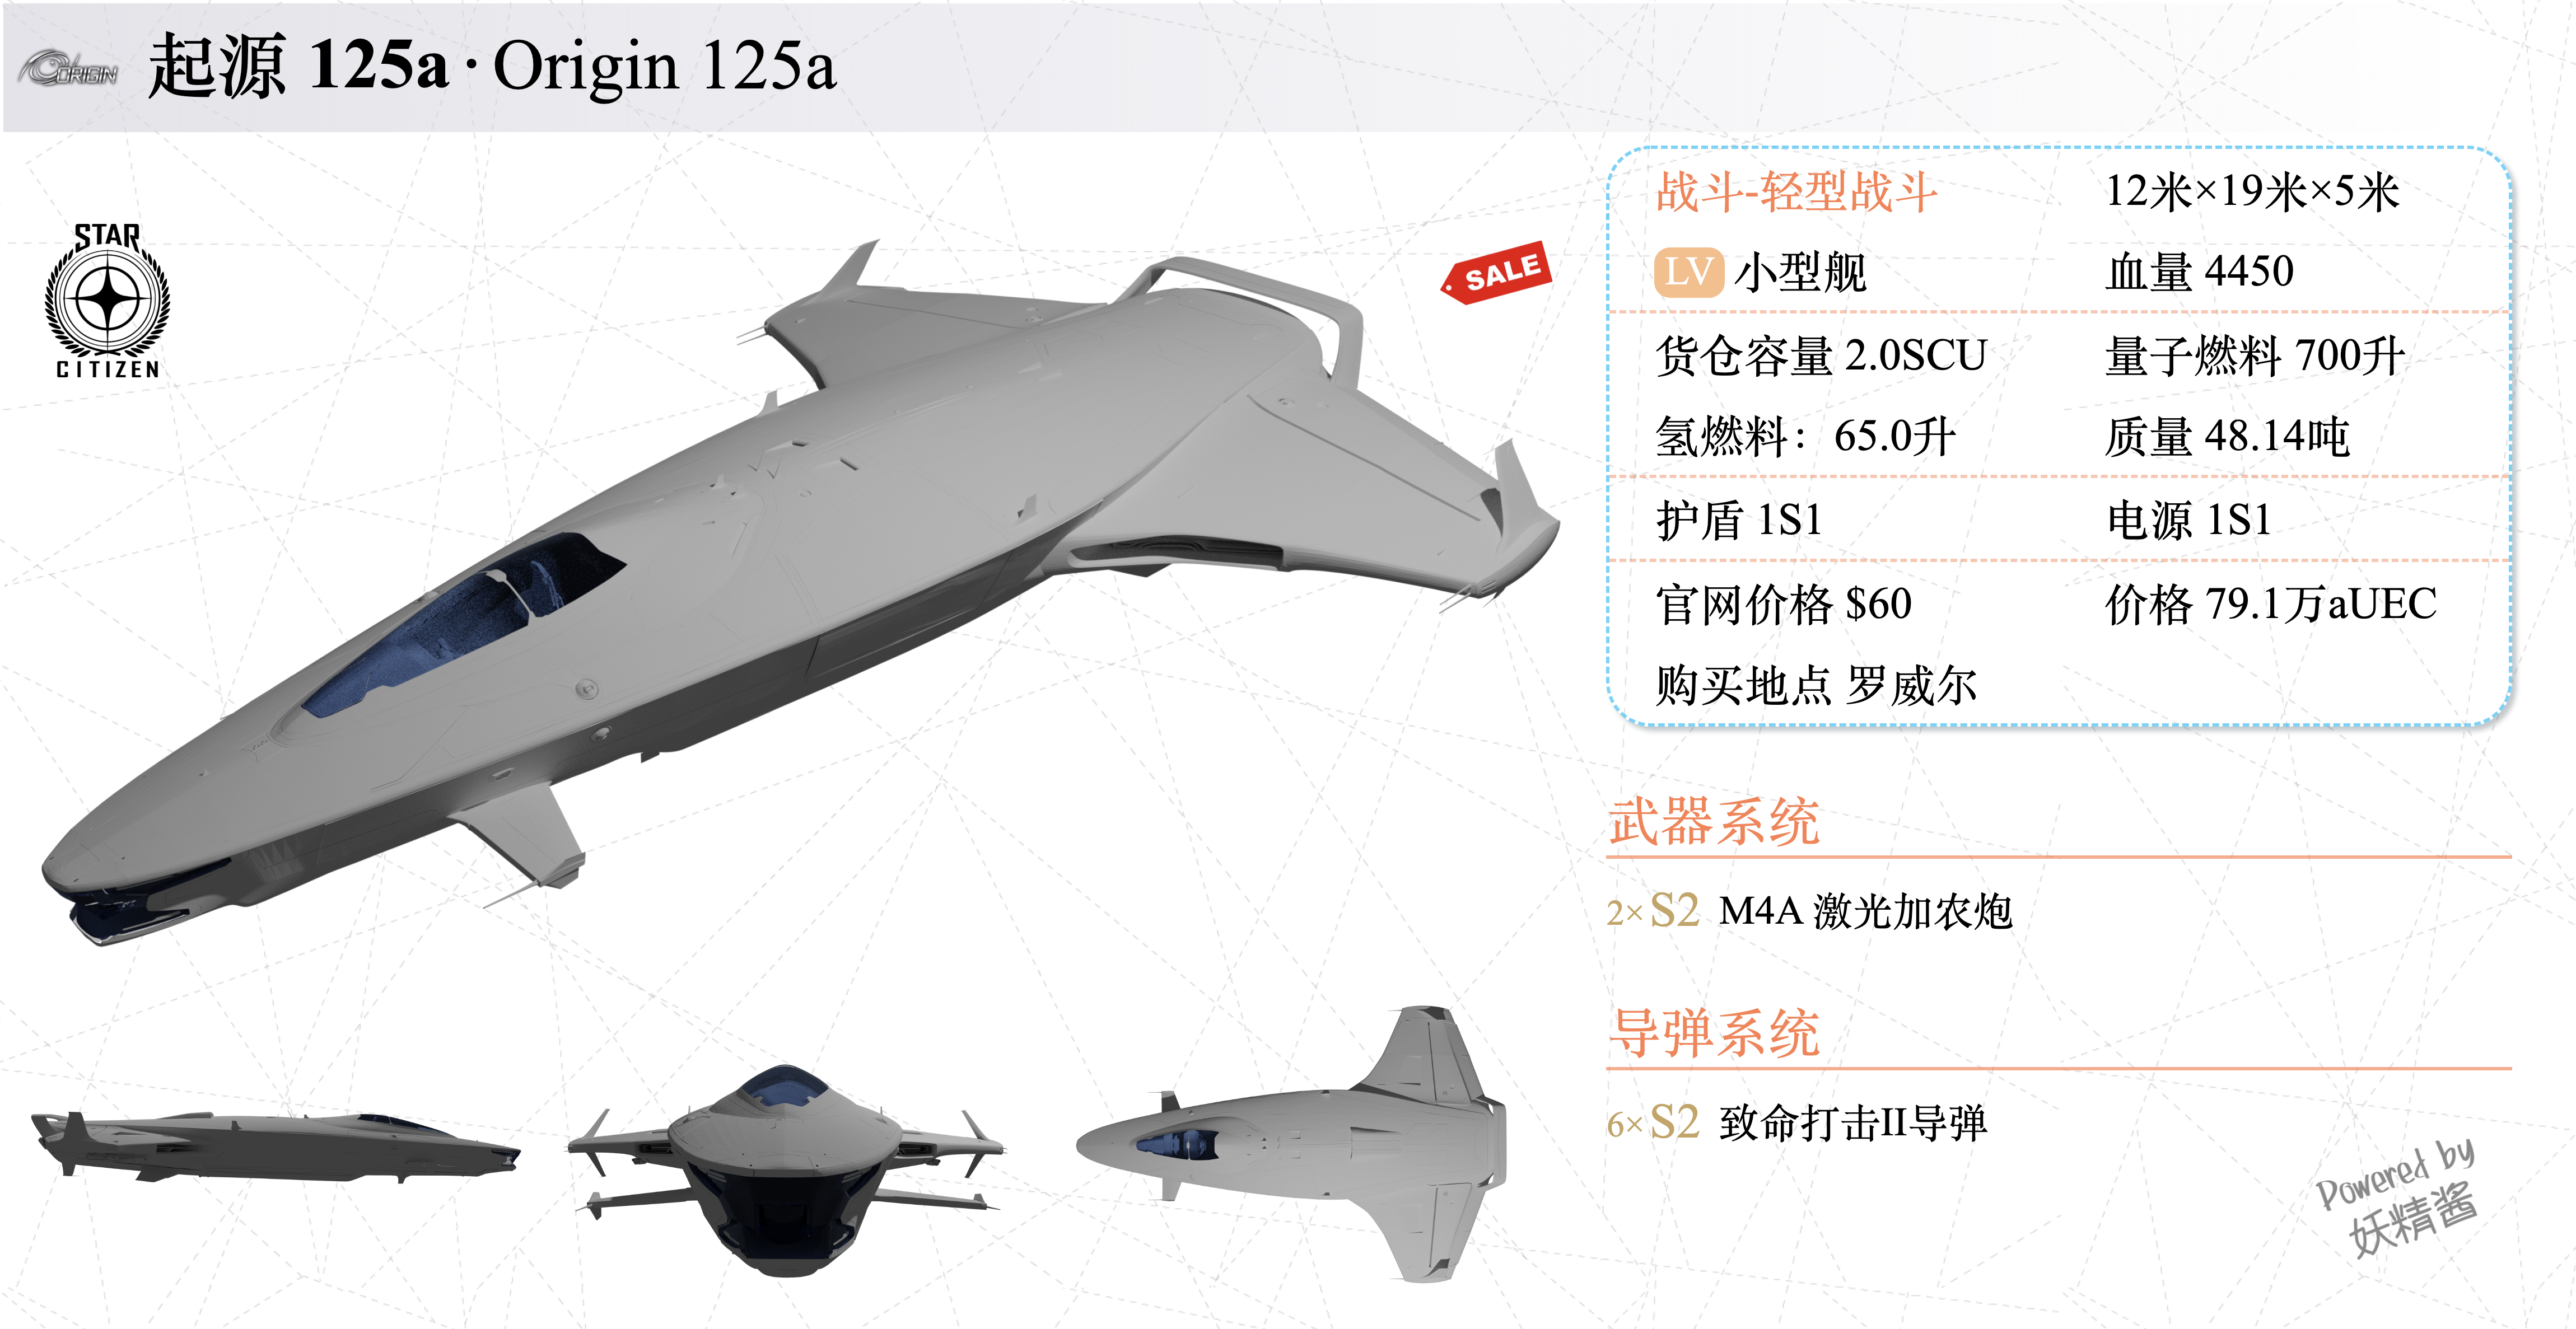 ORIGIN 起源 125a · Origin 125a
STAR
CITIZEN
SALE
战斗-轻型战斗 12米×19米×5米
LV 小型舰 血量 4450
货仓容量 2.0SCU 量子燃料 700升
氢燃料：65.0升 质量 48.14吨
护盾 1S1 电源 1S1
官网价格 $60 价格 79.1万aUEC
购买地点 罗威尔
武器系统
2× S2 M4A 激光加农炮
导弹系统
6× S2 致命打击II导弹
Powered by
妖精酱